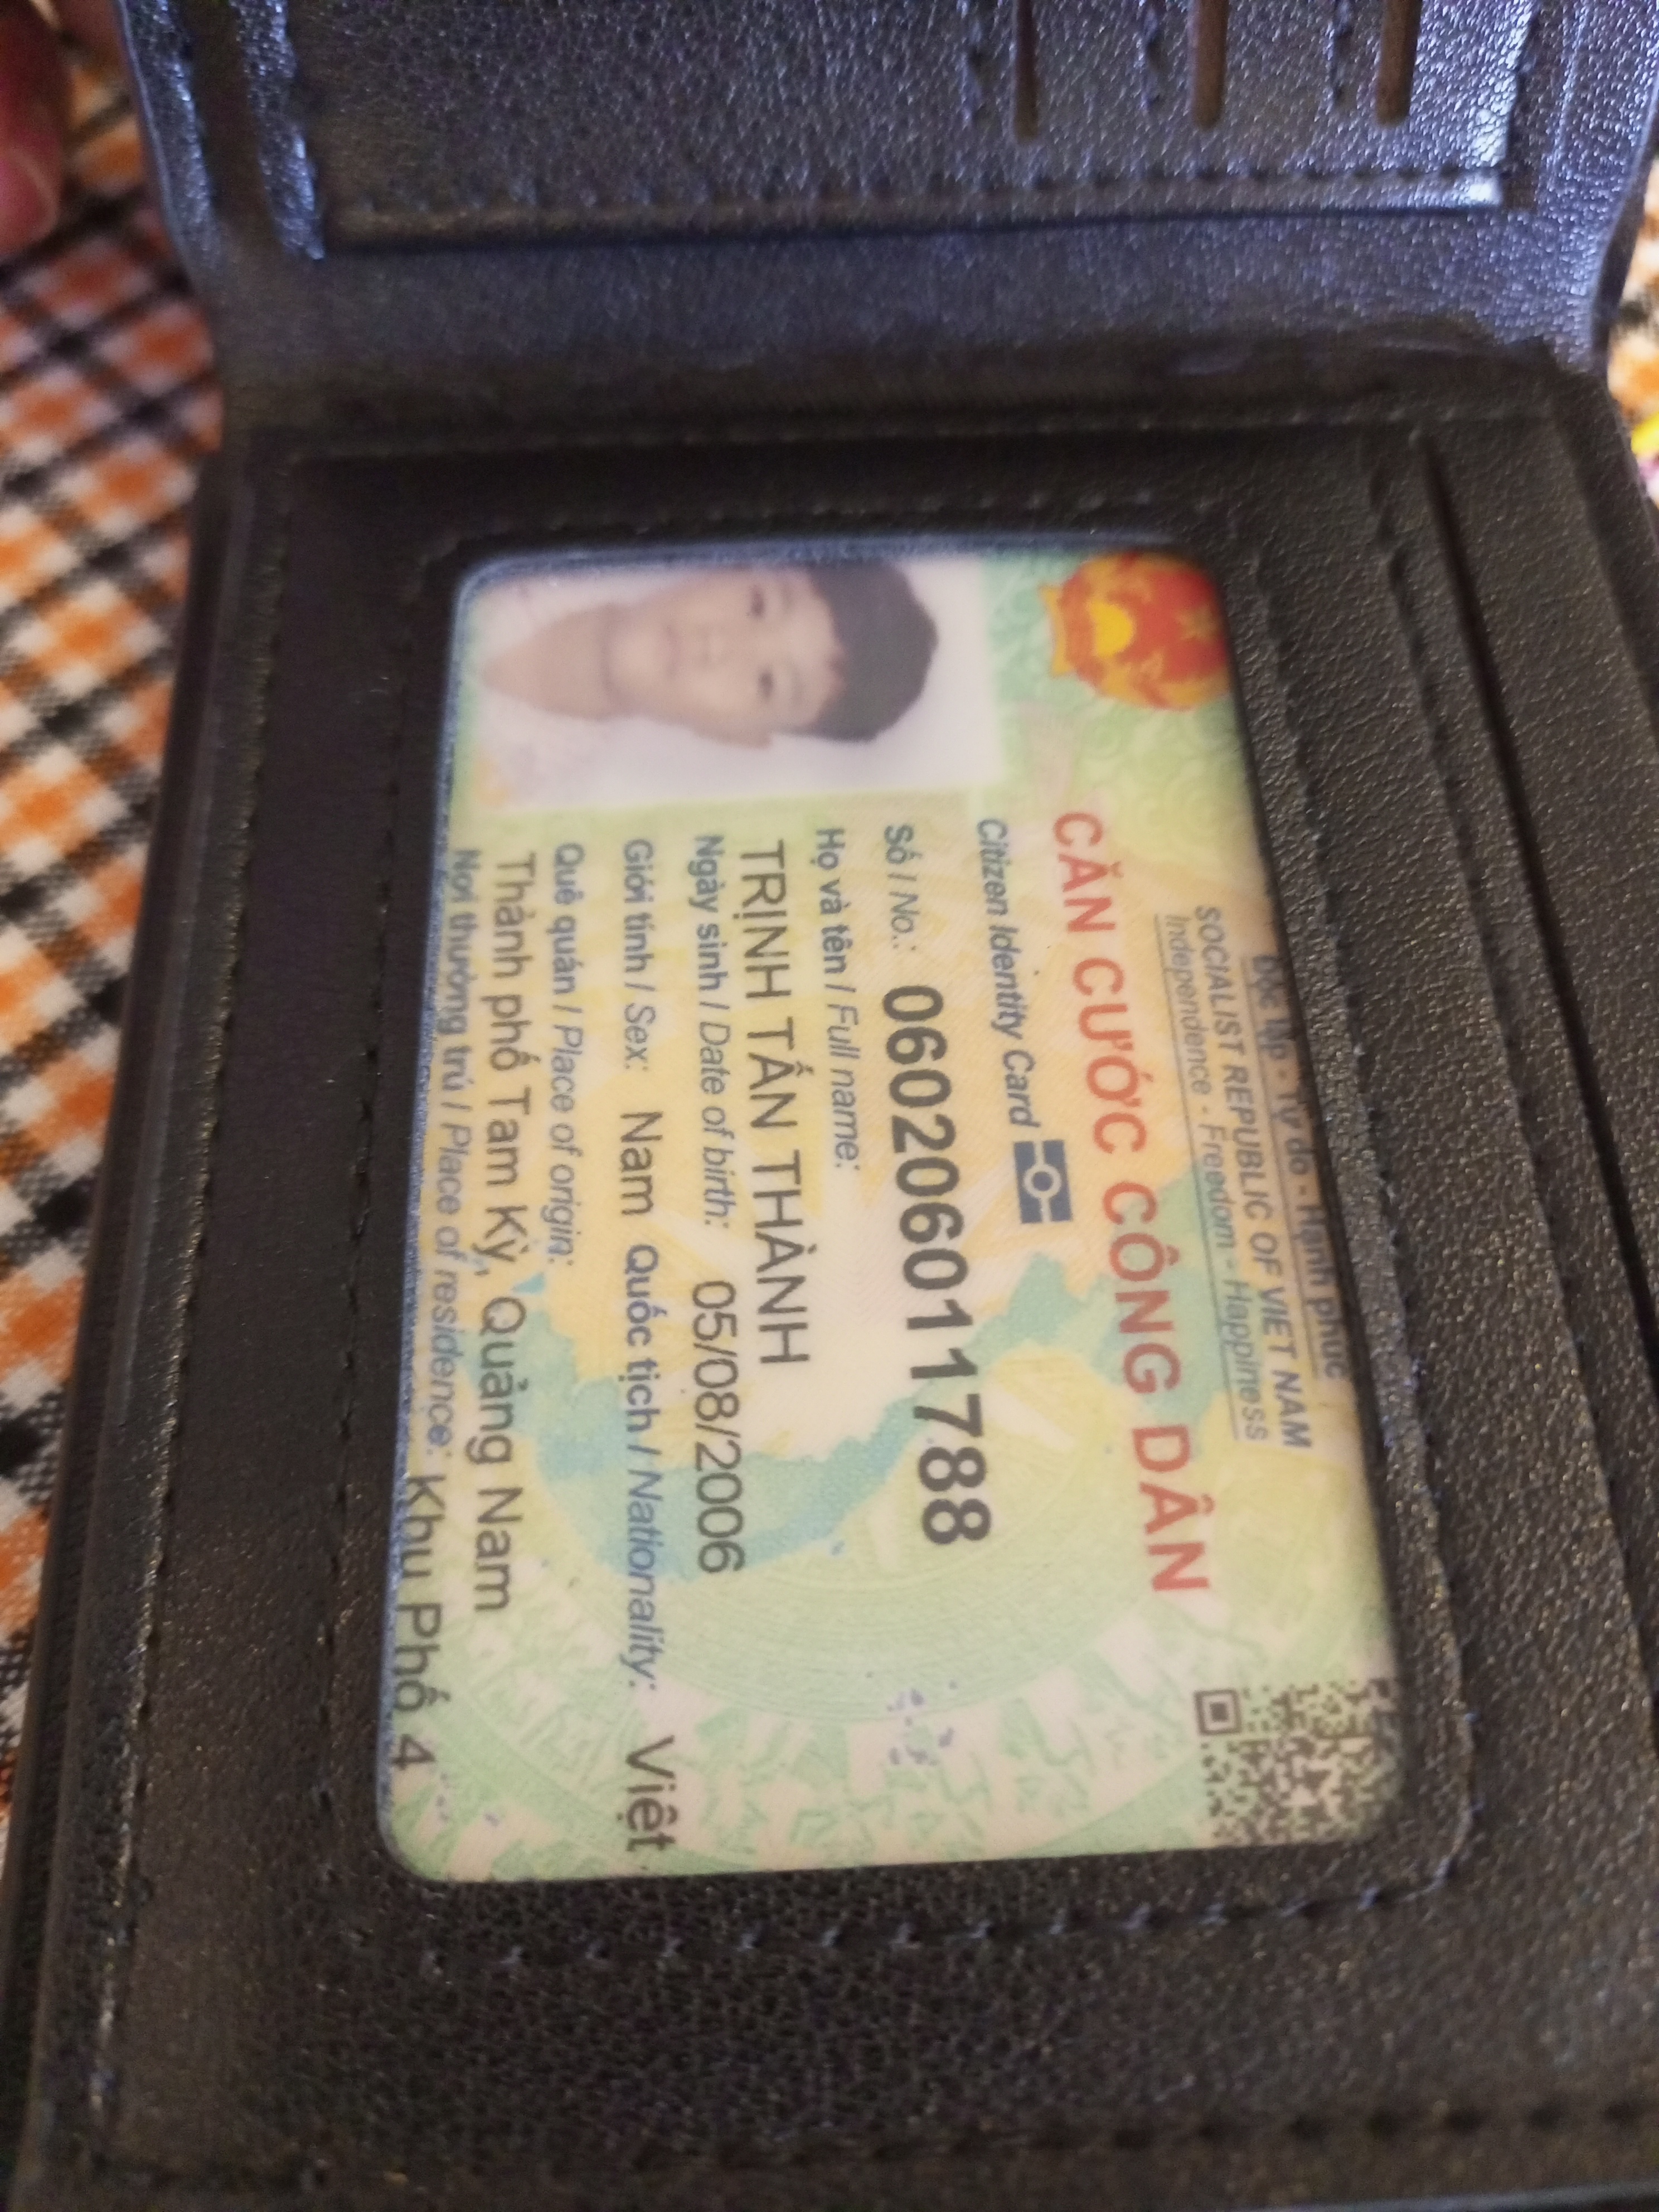 Độc lập - Tự do - Hạnh phúc
SOCIALIST REPUBLIC OF VIET NAM
Independence - Freedom - Happiness
CĂN CƯỚC CÔNG DÂN
Citizen Identity Card
Số / No.: 060206011788
Họ và tên / Full name:
TRỊNH TẤN THÀNH
Ngày sinh / Date of birth: 05/08/2006
Giới tính / Sex: Nam Quốc tịch / Nationality: Việt
Quê quán / Place of origin:
Thành phố Tam Kỳ, Quảng Nam
Nơi thường trú / Place of residence: Khu Phố 4